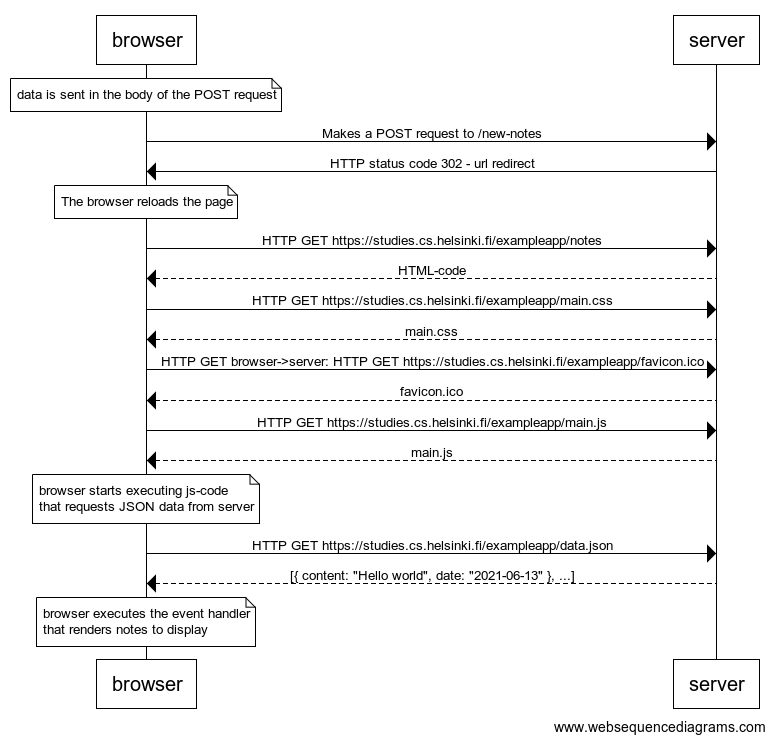 browser
server
data is sent in the body of the POST request
Makes a POST request to /new-notes
HTTP status code 302 - url redirect
The browser reloads the page
HTTP GET https://studies.cs.helsinki.fi/exampleapp/notes
HTML-code
HTTP GET https://studies.cs.helsinki.fi/exampleapp/main.css
main.css
HTTP GET browser->server: HTTP GET https://studies.cs.helsinki.fi/exampleapp/favicon.ico
favicon.ico
HTTP GET https://studies.cs.helsinki.fi/exampleapp/main.js
main.js
browser starts executing js-code
that requests JSON data from server
HTTP GET https://studies.cs.helsinki.fi/exampleapp/data.json
[{ content: "Hello world", date: "2021-06-13" }, ...]
browser executes the event handler
that renders notes to display
browser
server
www.websequencediagrams.com